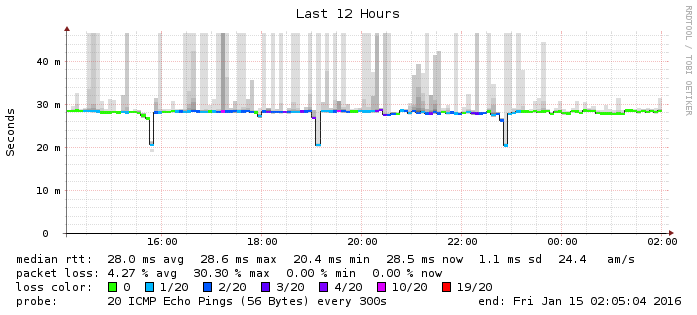 Last 12 Hours
RRDTOOL / TOBI OETIKER
Seconds
40 m
30 m
20 m
10 m
0
16:00 18:00 20:00 22:00 00:00 02:00
median rtt: 28.0 ms avg 28.6 ms max 20.4 ms min 28.5 ms now 1.1 ms sd 24.4 am/s
packet loss: 4.27 % avg 30.30 % max 0.00 % min 0.00 % now
loss color: 0 1/20 2/20 3/20 4/20 10/20 19/20
probe: 20 ICMP Echo Pings (56 Bytes) every 300s end: Fri Jan 15 02:05:04 2016